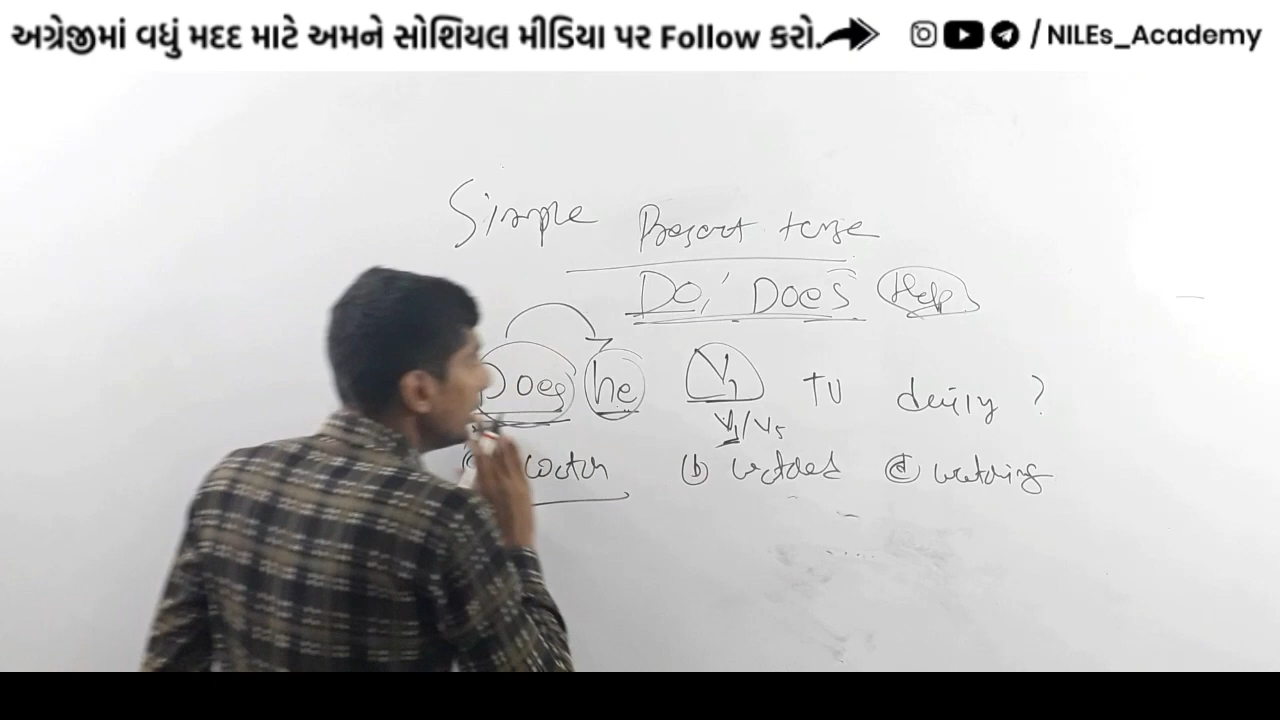 અંગ્રેજીમાં વધું મદદ માટે અમને સોશિયલ મીડિયા પર Follow કરો. / NILEs_Academy
Simple Present tense
Do, Does Help
Does he V1 TV daily ?
V1/V5
watch (b) watched watching